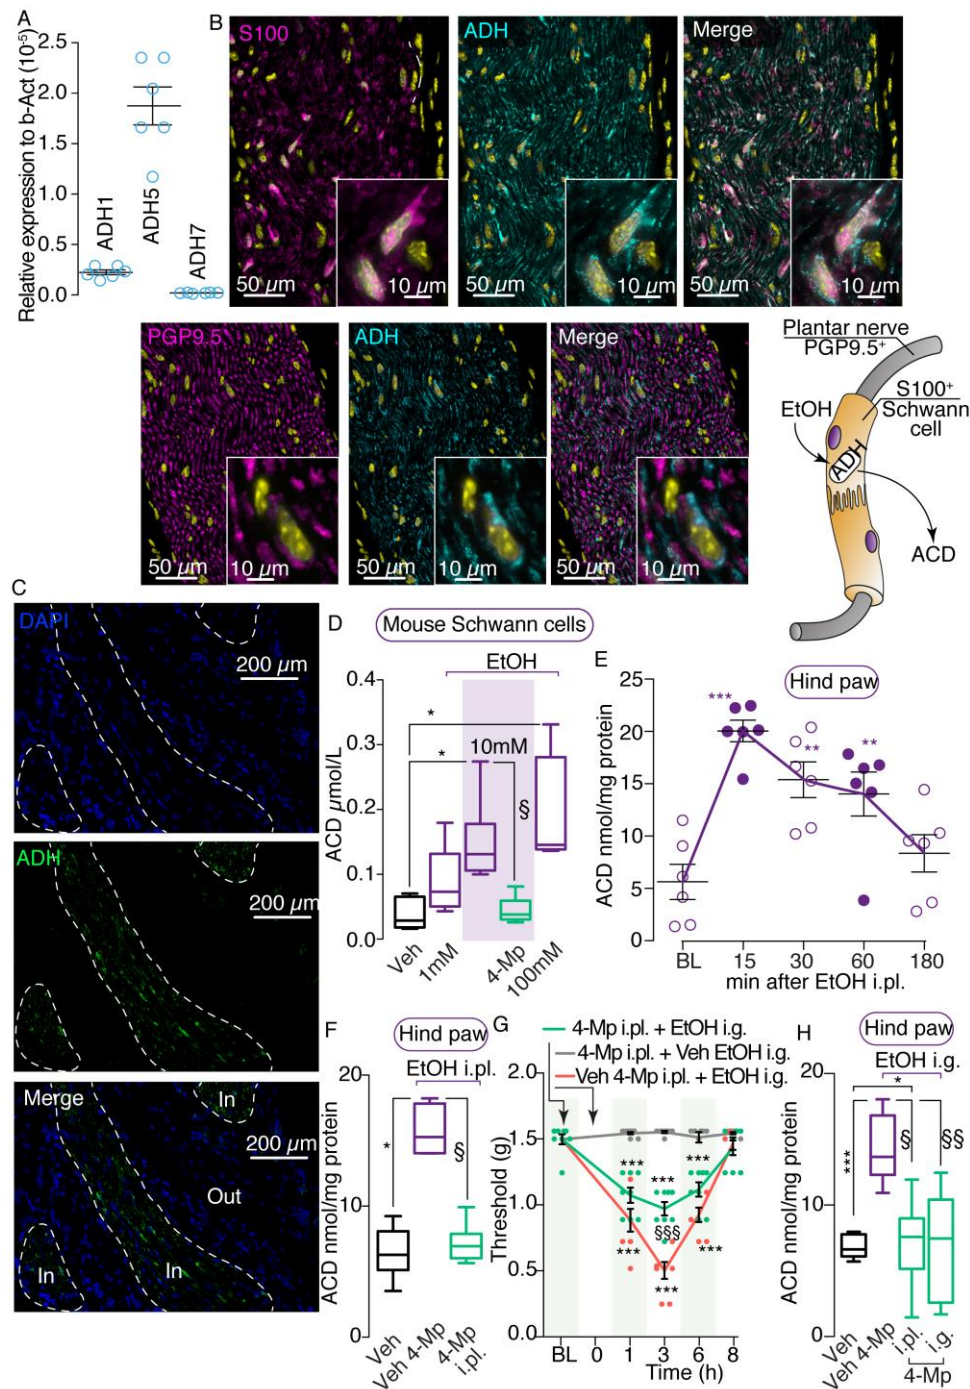 A
Relative expression to b-Act (10⁻⁵)
2.5
2.0
1.5
1.0
0.5
0.0
ADH1
ADH5
ADH7
B
S100
ADH
Merge
50 µm
10 µm
50 µm
10 µm
50 µm
10 µm
PGP9.5
ADH
Merge
50 µm
10 µm
50 µm
10 µm
50 µm
10 µm
Plantar nerve
PGP9.5⁺
S100⁺
Schwann
cell
EtOH
ADH
ACD
C
DAPI
200 µm
ADH
200 µm
Merge
In
200 µm
Out
In
In
D
Mouse Schwann cells
EtOH
ACD µmol/L
0.4
0.3
0.2
0.1
0.0
*
*
10mM
§
Veh
1mM
4-Mp
100mM
E
Hind paw
ACD nmol/mg protein
25
20
15
10
5
0
***
**
**
BL
15
30
60
180
min after EtOH i.pl.
F
Hind paw
EtOH i.pl.
ACD nmol/mg protein
20
10
0
*
§
Veh
Veh 4-Mp
4-Mp
i.pl.
G
4-Mp i.pl. + EtOH i.g.
4-Mp i.pl. + Veh EtOH i.g.
Veh 4-Mp i.pl. + EtOH i.g.
Threshold (g)
2.0
1.5
1.0
0.5
0.0
***
***
***
§§§
***
***
***
BL
0
1
3
6
8
Time (h)
H
Hind paw
EtOH i.g.
ACD nmol/mg protein
20
10
0
*
***
§
§§
Veh
Veh 4-Mp
i.pl.
i.g.
4-Mp